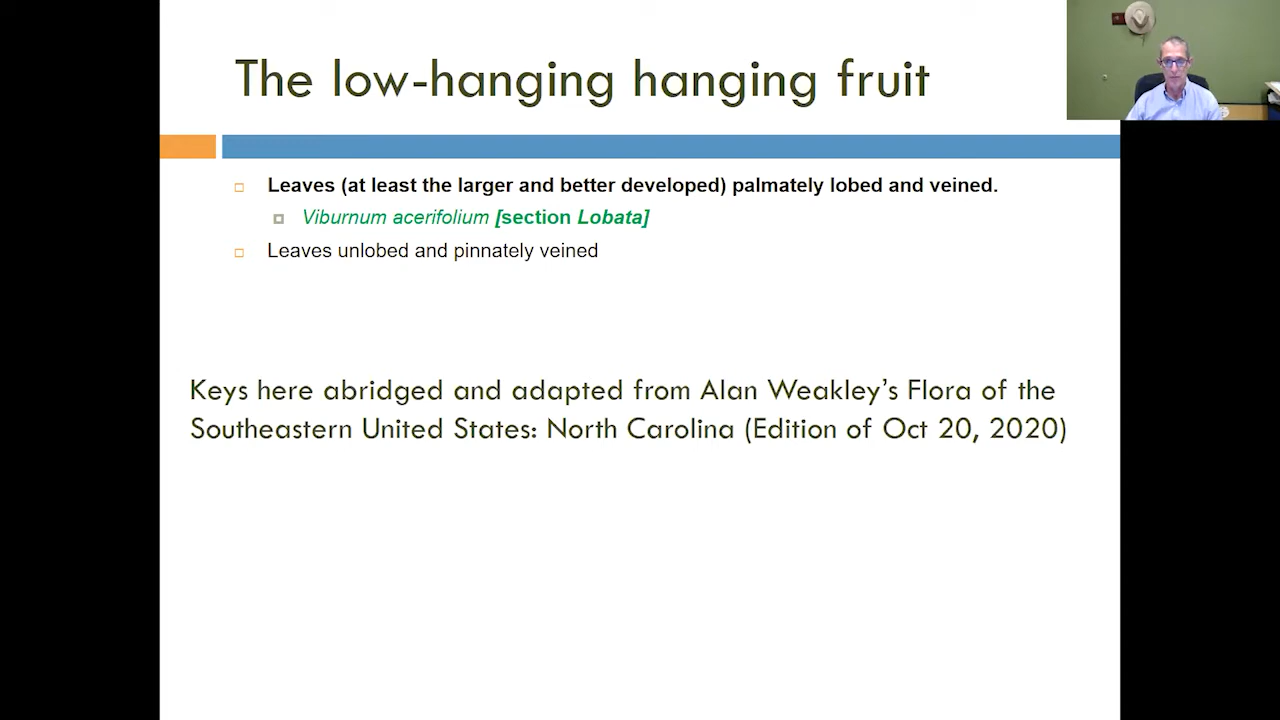 The low-hanging hanging fruit
Leaves (at least the larger and better developed) palmately lobed and veined.
Viburnum acerifolium [section Lobata]
Leaves unlobed and pinnately veined
Keys here abridged and adapted from Alan Weakley’s Flora of the
Southeastern United States: North Carolina (Edition of Oct 20, 2020)